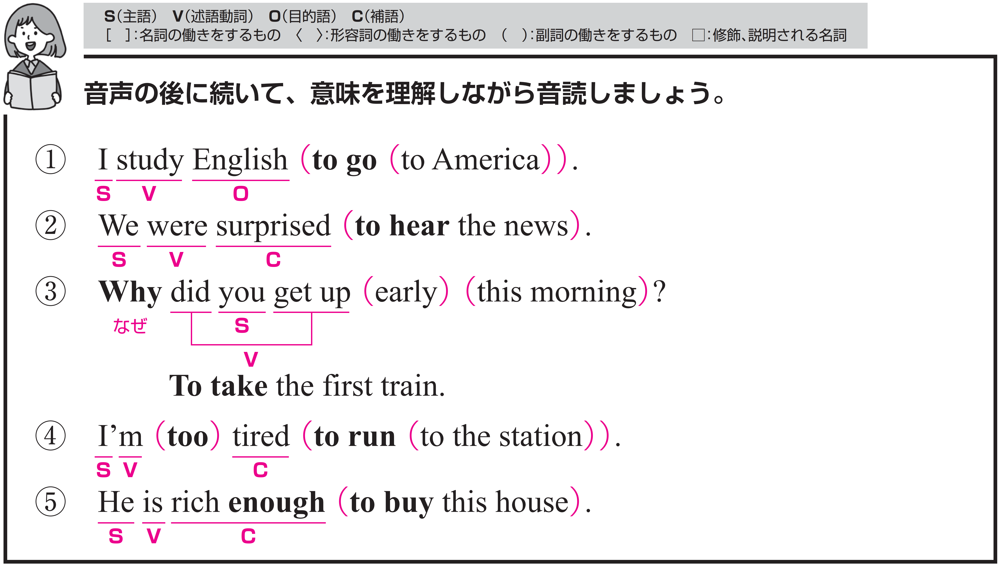 S(主語) V(述語動詞) O(目的語) C(補語)
[ ]:名詞の働きをするもの 〈 〉:形容詞の働きをするもの ( ):副詞の働きをするもの □:修飾、説明される名詞
音声の後に続いて、意味を理解しながら音読しましょう。
① I study English (to go (to America)).
S V O
② We were surprised (to hear the news).
S V C
③ Why did you get up (early) (this morning)?
なぜ S
V
To take the first train.
④ I'm (too) tired (to run (to the station)).
S V C
⑤ He is rich enough (to buy this house).
S V C